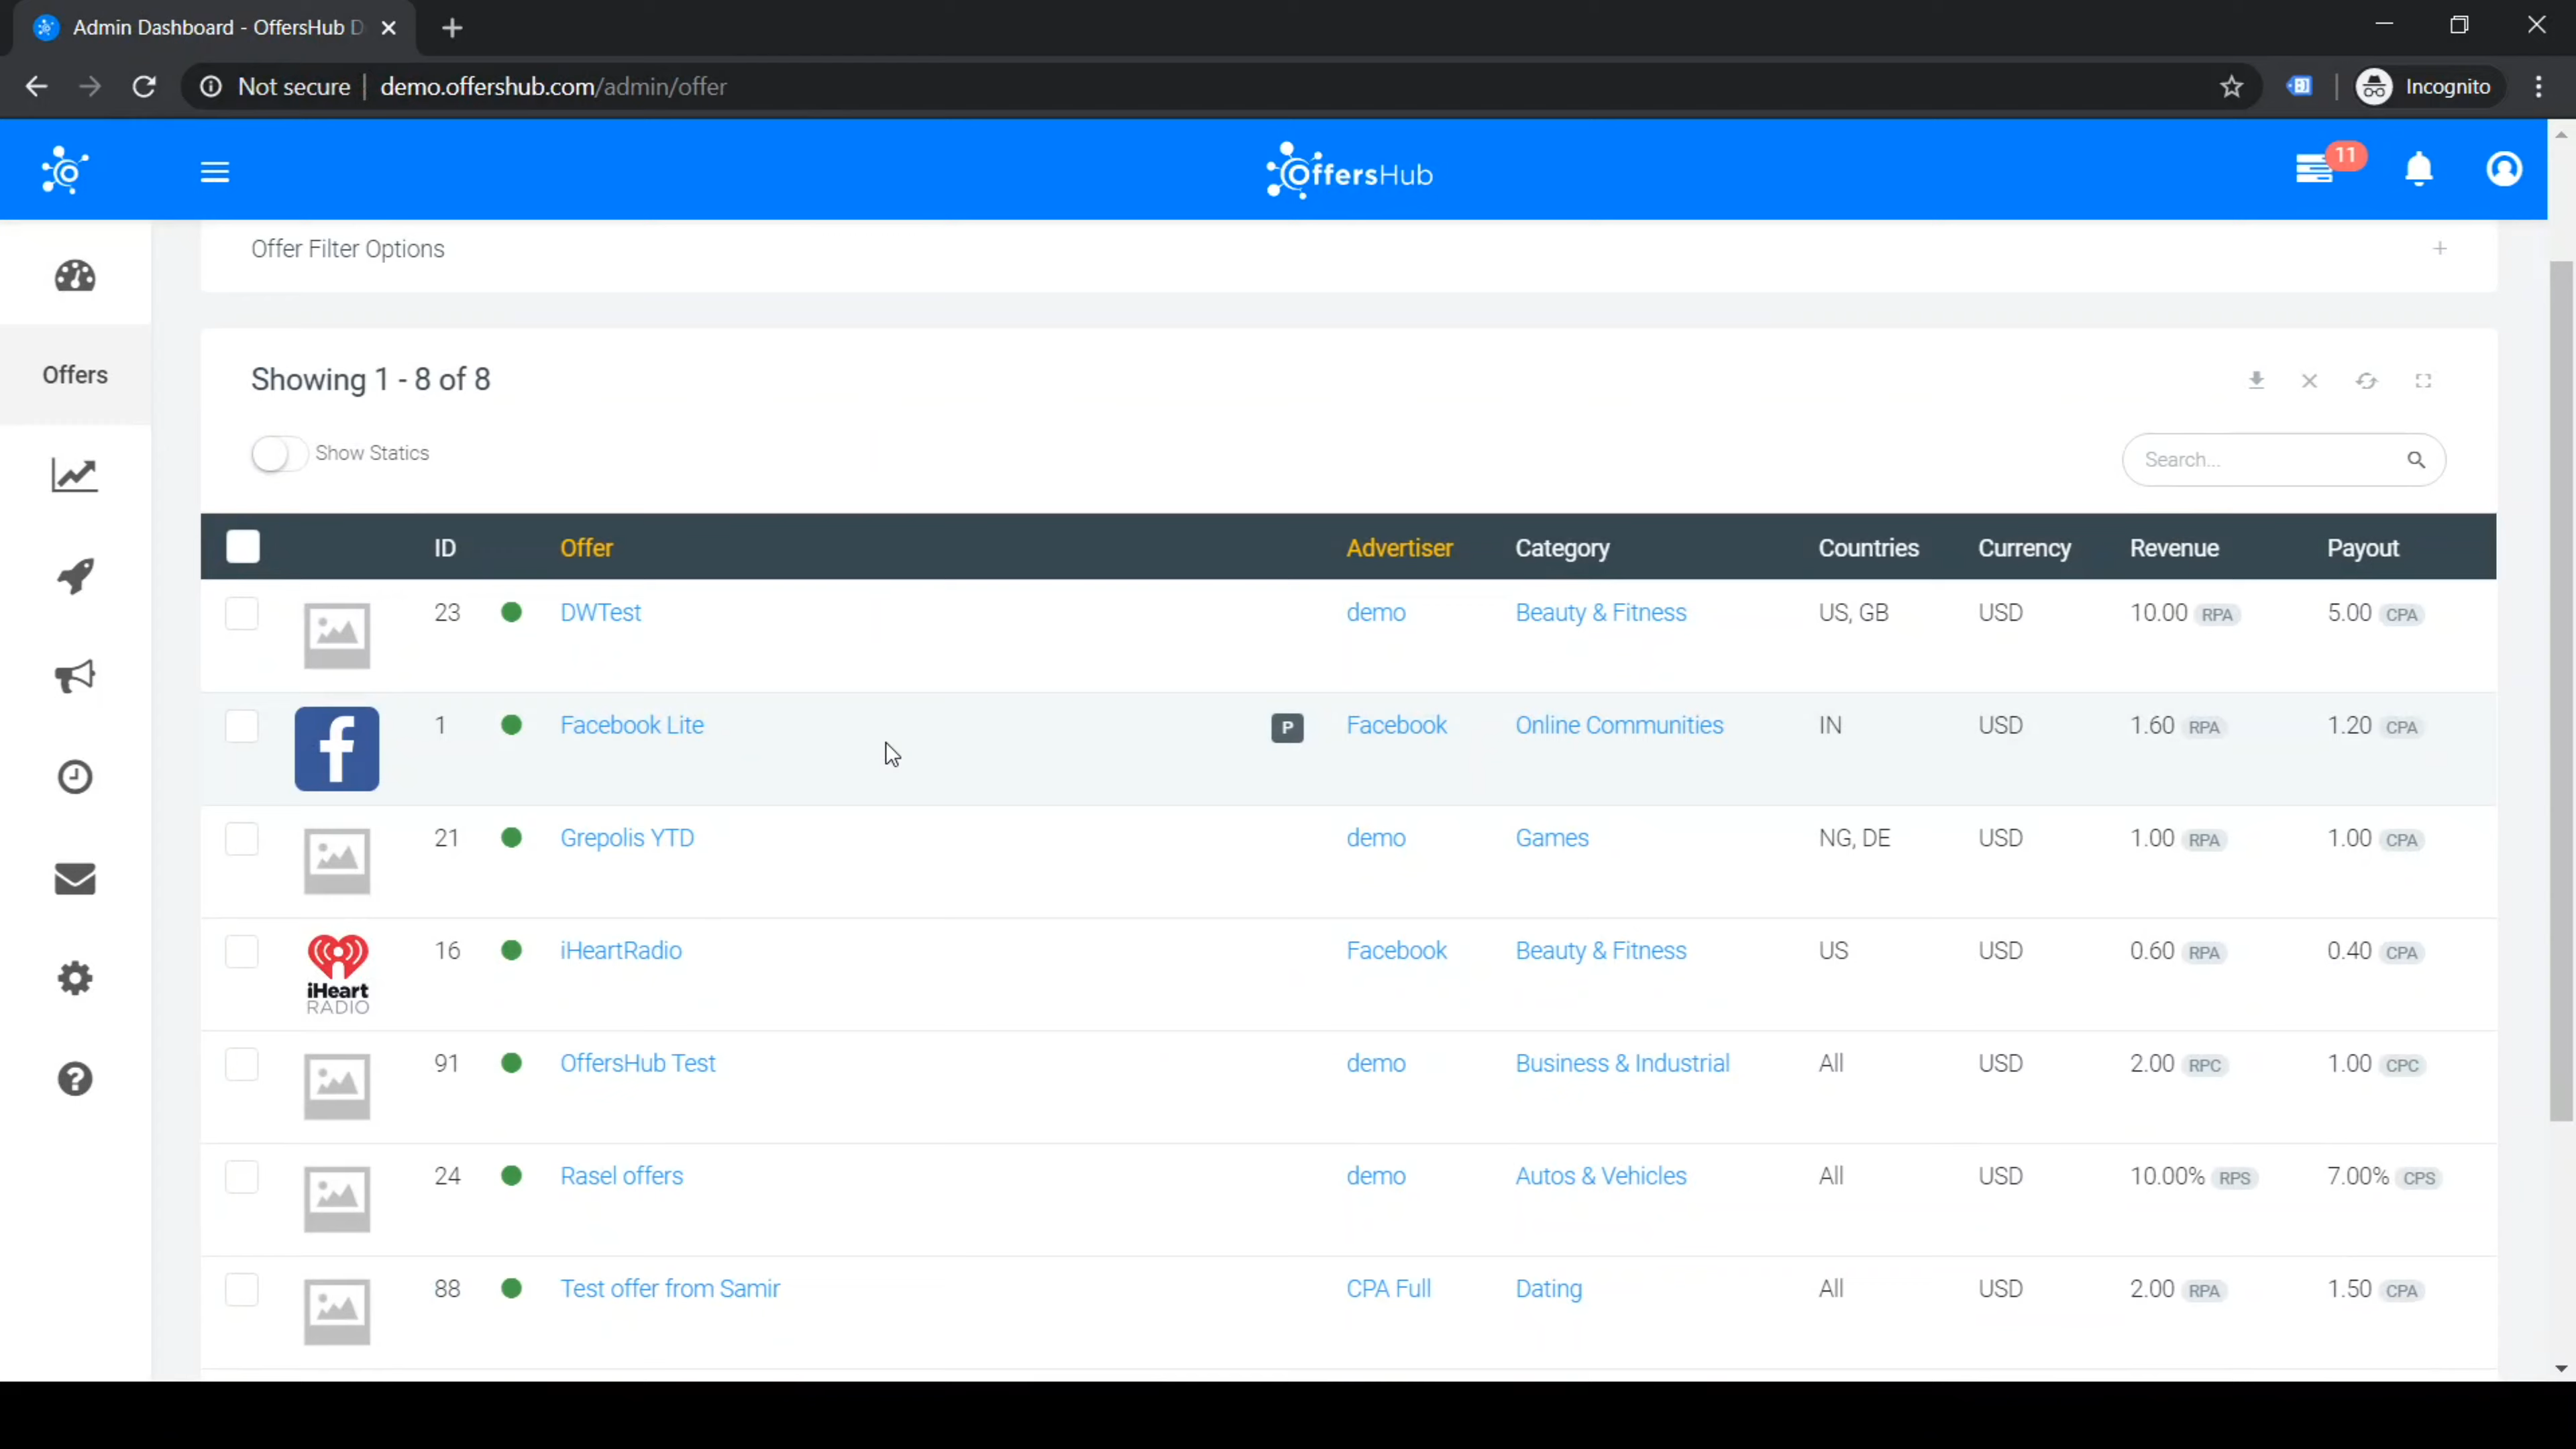 Admin Dashboard - OffersHub D
Not secure | demo.offershub.com/admin/offer
Incognito
OffersHub
11
Offer Filter Options
+
Offers
Showing 1 - 8 of 8
Show Statics
Search...
ID Offer Advertiser Category Countries Currency Revenue Payout
23 DWTest demo Beauty & Fitness US, GB USD 10.00 RPA 5.00 CPA
1 Facebook Lite P Facebook Online Communities IN USD 1.60 RPA 1.20 CPA
21 Grepolis YTD demo Games NG, DE USD 1.00 RPA 1.00 CPA
16 iHeartRadio Facebook Beauty & Fitness US USD 0.60 RPA 0.40 CPA
iHeart
RADIO
91 OffersHub Test demo Business & Industrial All USD 2.00 RPC 1.00 CPC
24 Rasel offers demo Autos & Vehicles All USD 10.00% RPS 7.00% CPS
88 Test offer from Samir CPA Full Dating All USD 2.00 RPA 1.50 CPA